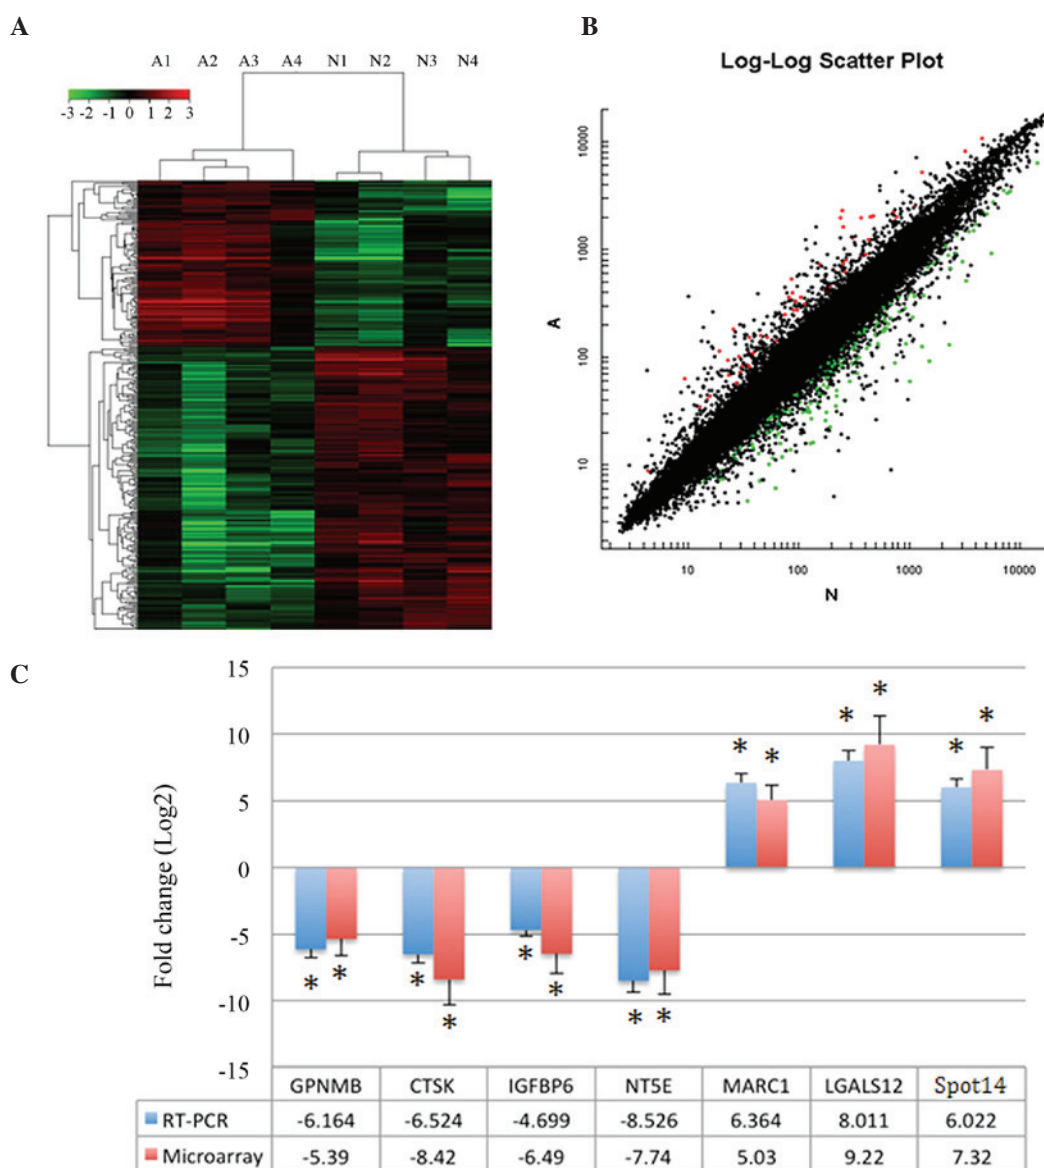 A
B
A1 A2 A3 A4 N1 N2 N3 N4
-3 -2 -1 0 1 2 3
Log-Log Scatter Plot
10000
1000
100
10
A
10 100 1000 10000
N
C
15
10
5
0
-5
-10
-15
Fold change (Log2)
* * * * * * * * * * * * * *
GPNMB CTSK IGFBP6 NT5E MARC1 LGALS12 Spot14
RT-PCR -6.164 -6.524 -4.699 -8.526 6.364 8.011 6.022
Microarray -5.39 -8.42 -6.49 -7.74 5.03 9.22 7.32